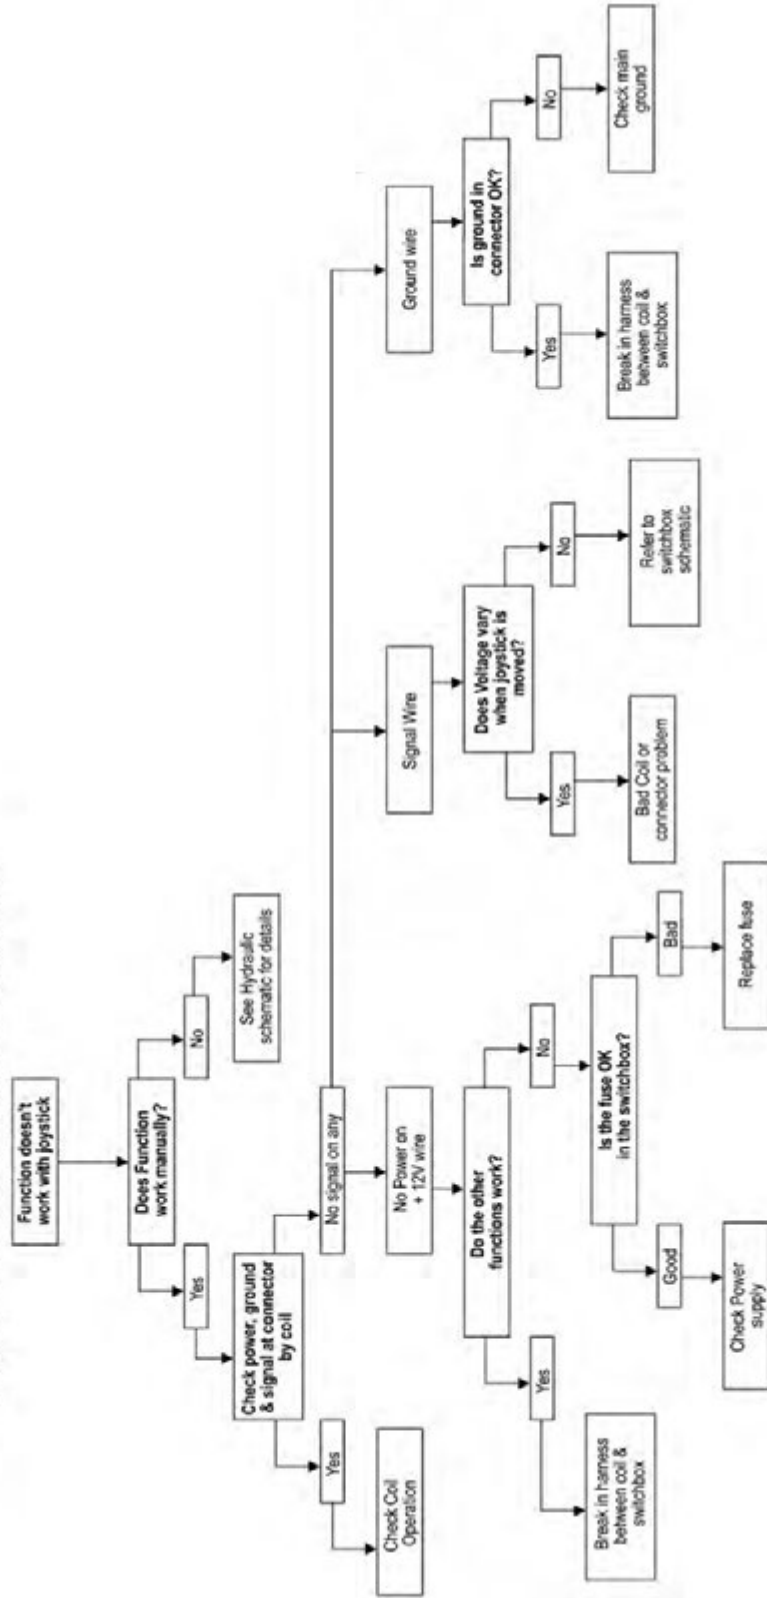 Function doesn't
work with joystick
Does Function
work manually?
Yes
No
See Hydraulic
schematic for details
Check power, ground
& signal at connector
by coil
Yes
No signal on any
Check Coil
Operation
No Power on
+ 12V wire
Signal Wire
Ground wire
Do the other
functions work?
Does Voltage vary
when joystick is
moved?
Is ground in
connector OK?
Yes
No
Yes
No
Yes
No
Break in harness
between coil &
switchbox
Is the fuse OK
in the switchbox?
Bad Coil or
connector problem
Refer to
switchbox
schematic
Break in harness
between coil &
switchbox
Check main
ground
Good
Bad
Check Power
supply
Replace fuse